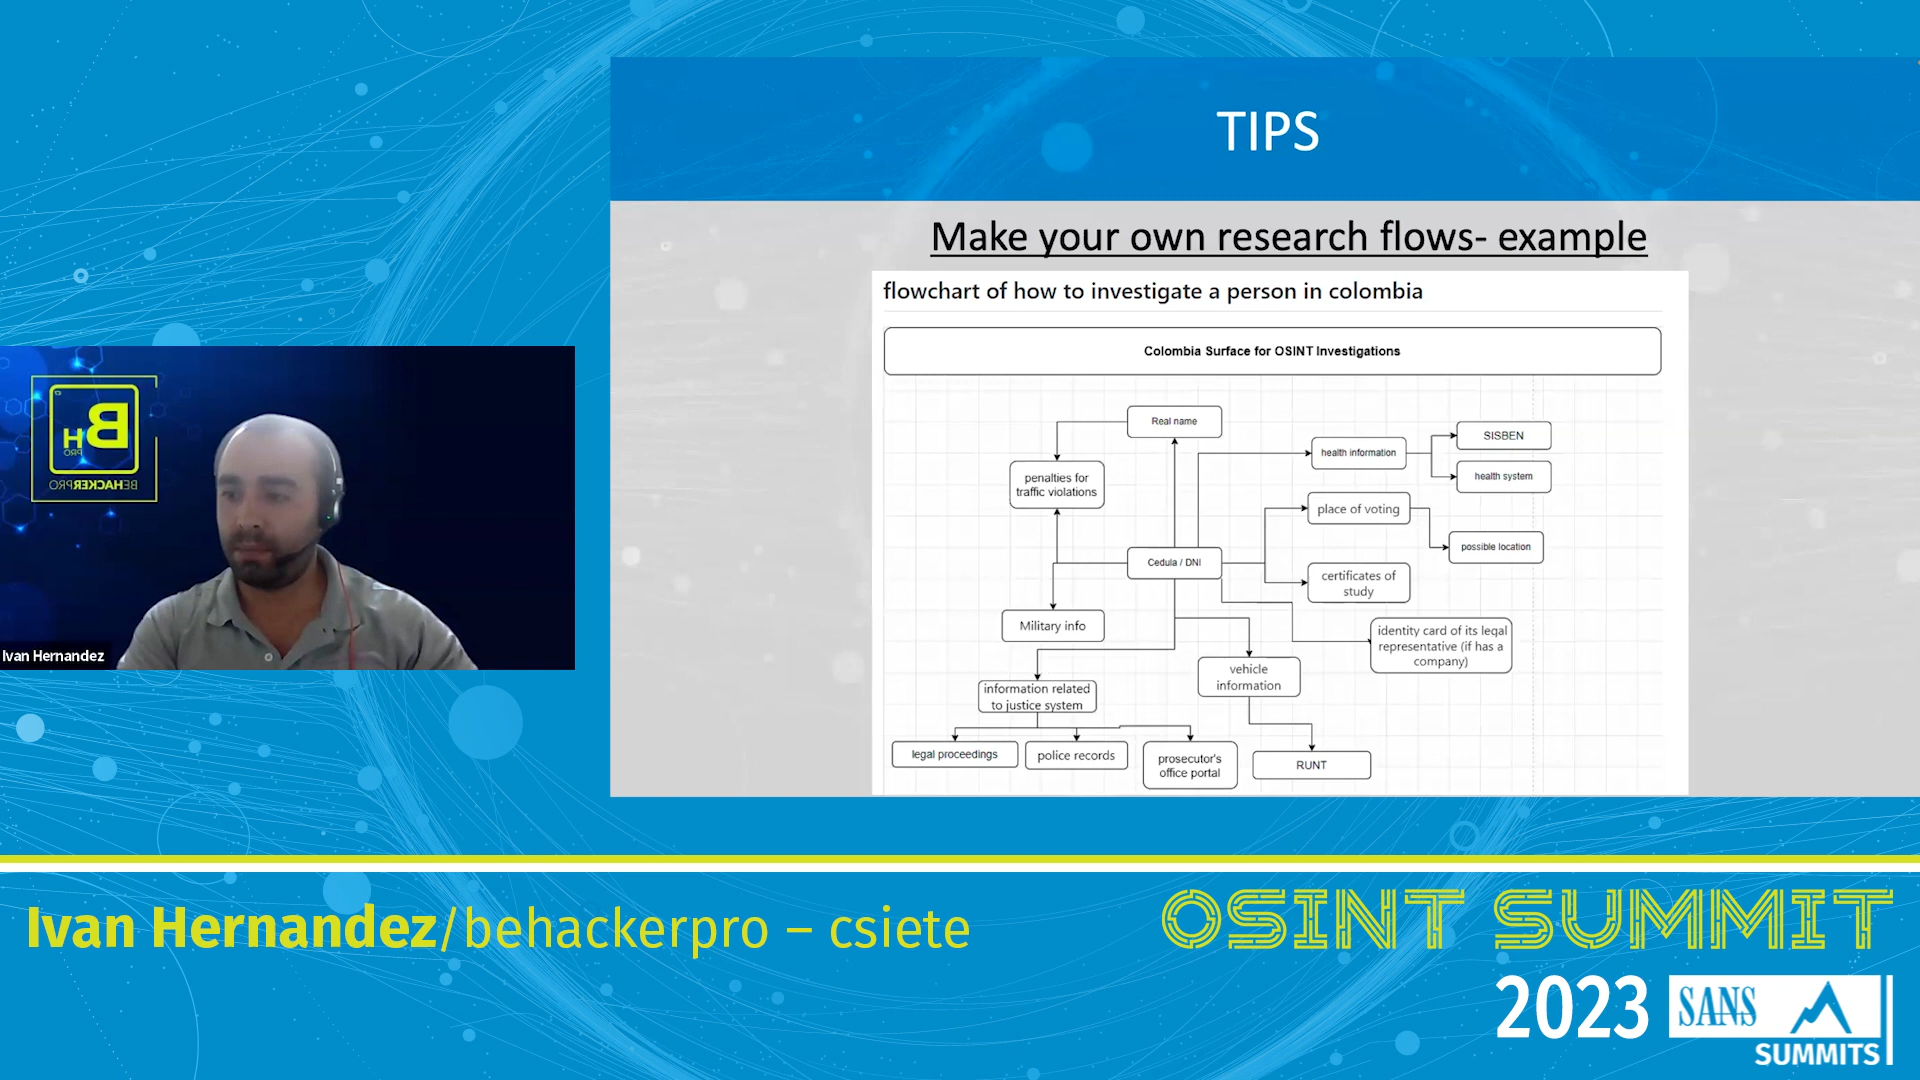 TIPS
Make your own research flows- example
flowchart of how to investigate a person in colombia
Colombia Surface for OSINT Investigations
Real name
penalties for
traffic violations
health information
SISBEN
health system
place of voting
possible location
Cedula / DNI
certificates of
study
Military info
identity card of its legal
representative (if has a
company)
vehicle
information
information related
to justice system
legal proceedings
police records
prosecutor's
office portal
RUNT
BH
PRO
BEHACKERPRO
Ivan Hernandez
Ivan Hernandez/behackerpro – csiete
OSINT SUMMIT
2023
SANS
SUMMITS